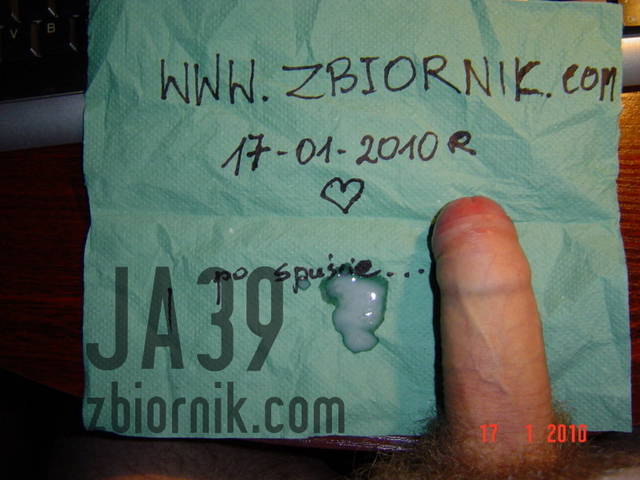 V B
WWW. ZBIORNIK.com
17-01-2010R
♡
po spuście...
JA39
zbiornik.com
17 1 2010